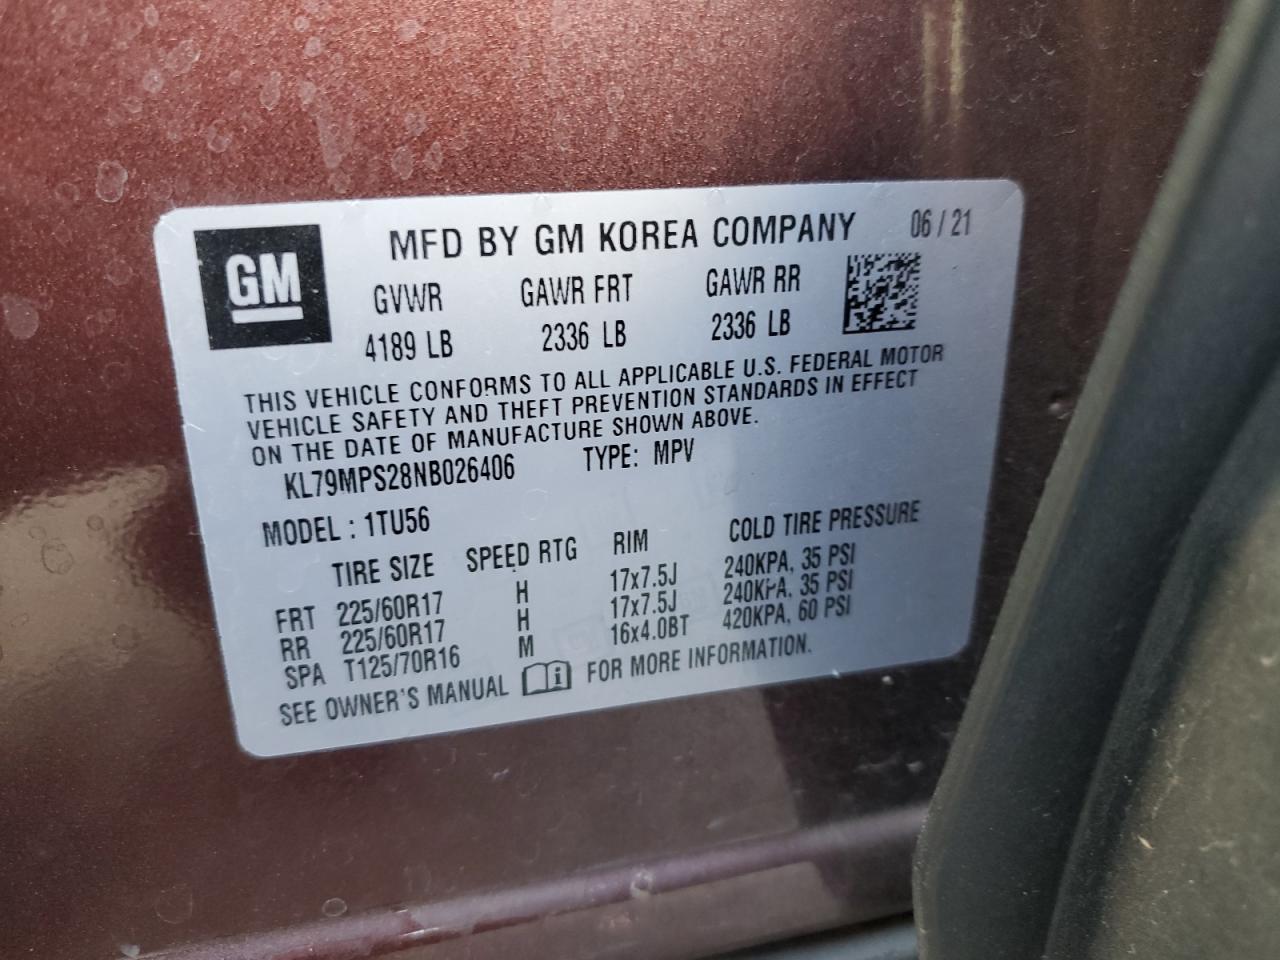 GM
MFD BY GM KOREA COMPANY 06 / 21
GVWR GAWR FRT GAWR RR
4189 LB 2336 LB 2336 LB
THIS VEHICLE CONFORMS TO ALL APPLICABLE U.S. FEDERAL MOTOR
VEHICLE SAFETY AND THEFT PREVENTION STANDARDS IN EFFECT
ON THE DATE OF MANUFACTURE SHOWN ABOVE.
KL79MPS28NB026406 TYPE: MPV
MODEL : 1TU56
TIRE SIZE SPEED RTG RIM COLD TIRE PRESSURE
FRT 225/60R17 H 17x7.5J 240KPA, 35 PSI
RR 225/60R17 H 17x7.5J 240KPA, 35 PSI
SPA T125/70R16 M 16x4.0BT 420KPA, 60 PSI
SEE OWNER'S MANUAL i FOR MORE INFORMATION.